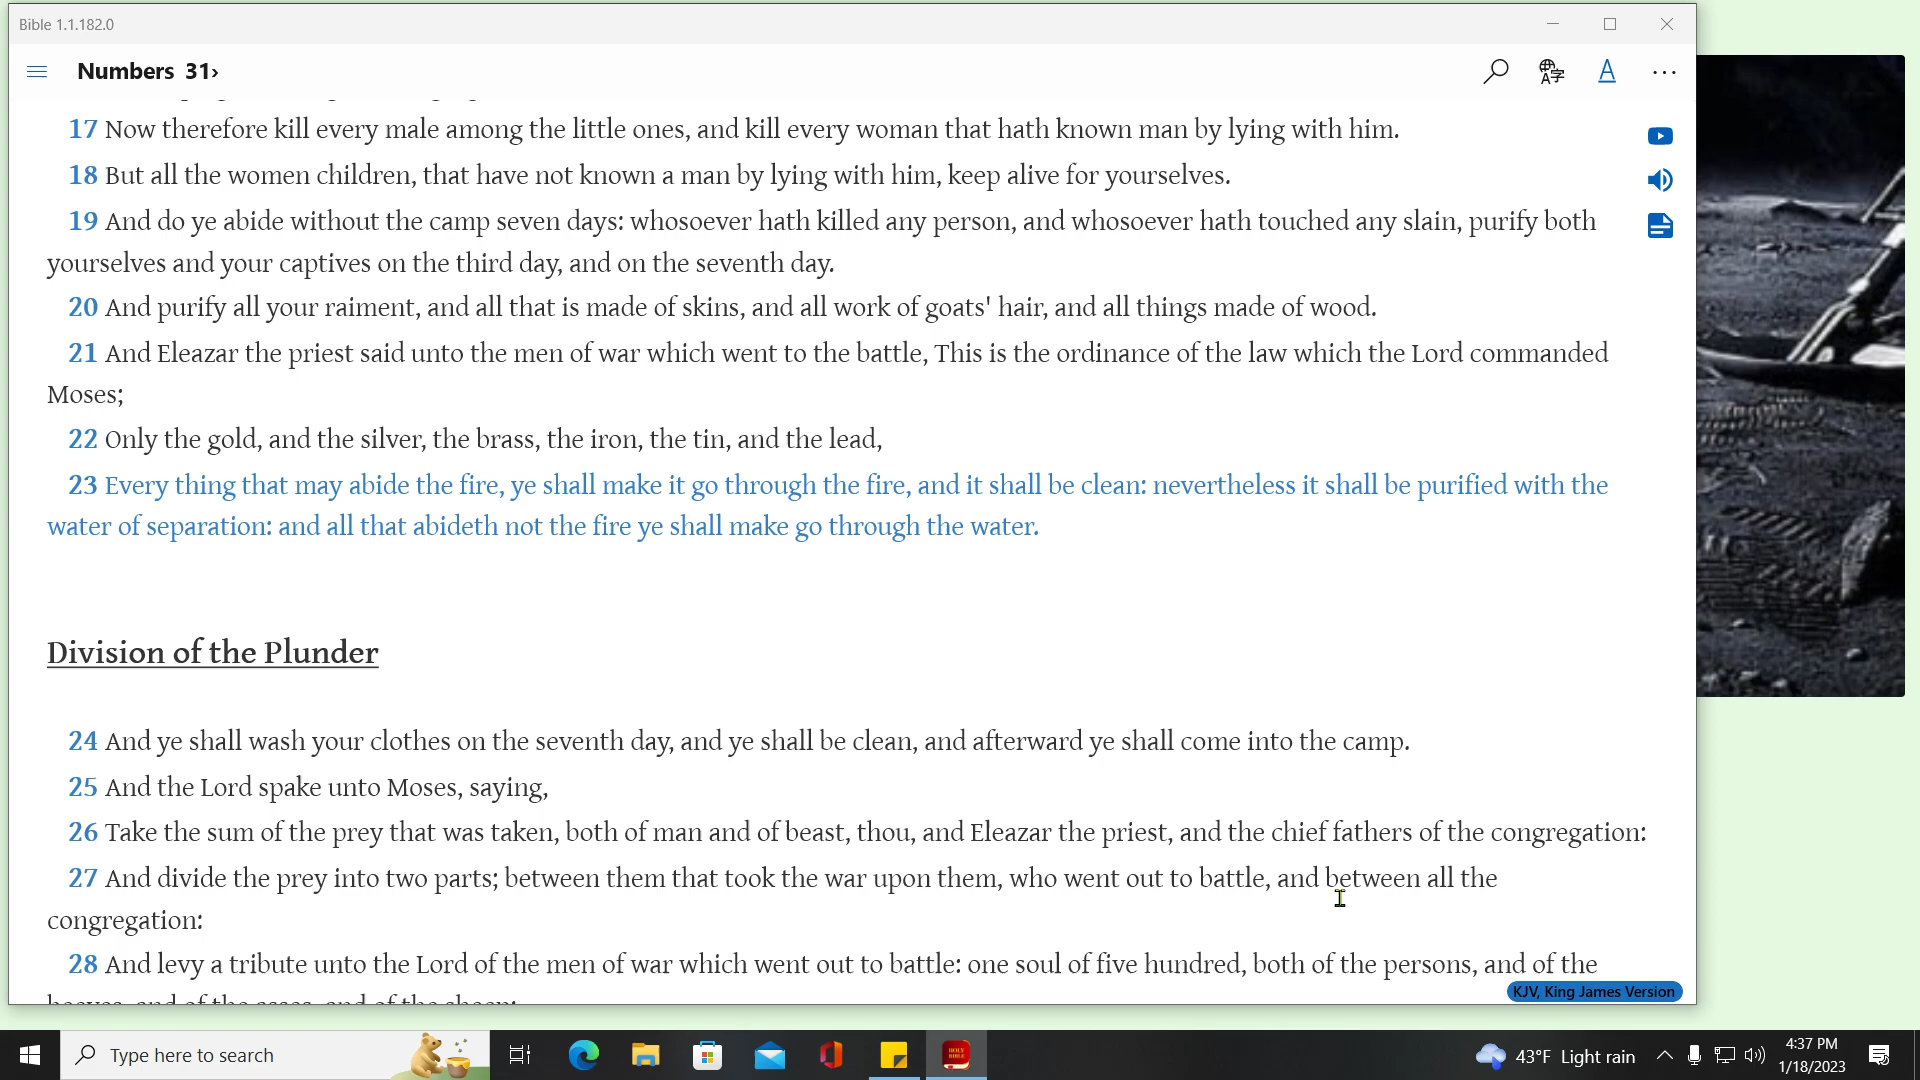 Bible 1.1.182.0
Numbers 31›
17 Now therefore kill every male among the little ones, and kill every woman that hath known man by lying with him.
18 But all the women children, that have not known a man by lying with him, keep alive for yourselves.
19 And do ye abide without the camp seven days: whosoever hath killed any person, and whosoever hath touched any slain, purify both
yourselves and your captives on the third day, and on the seventh day.
20 And purify all your raiment, and all that is made of skins, and all work of goats' hair, and all things made of wood.
21 And Eleazar the priest said unto the men of war which went to the battle, This is the ordinance of the law which the Lord commanded
Moses;
22 Only the gold, and the silver, the brass, the iron, the tin, and the lead,
23 Every thing that may abide the fire, ye shall make it go through the fire, and it shall be clean: nevertheless it shall be purified with the
water of separation: and all that abideth not the fire ye shall make go through the water.
Division of the Plunder
24 And ye shall wash your clothes on the seventh day, and ye shall be clean, and afterward ye shall come into the camp.
25 And the Lord spake unto Moses, saying,
26 Take the sum of the prey that was taken, both of man and of beast, thou, and Eleazar the priest, and the chief fathers of the congregation:
27 And divide the prey into two parts; between them that took the war upon them, who went out to battle, and between all the
congregation:
28 And levy a tribute unto the Lord of the men of war which went out to battle: one soul of five hundred, both of the persons, and of the
beeves, and of the asses, and of the sheep:
KJV, King James Version
Type here to search
HOLY BIBLE
43°F Light rain
4:37 PM
1/18/2023